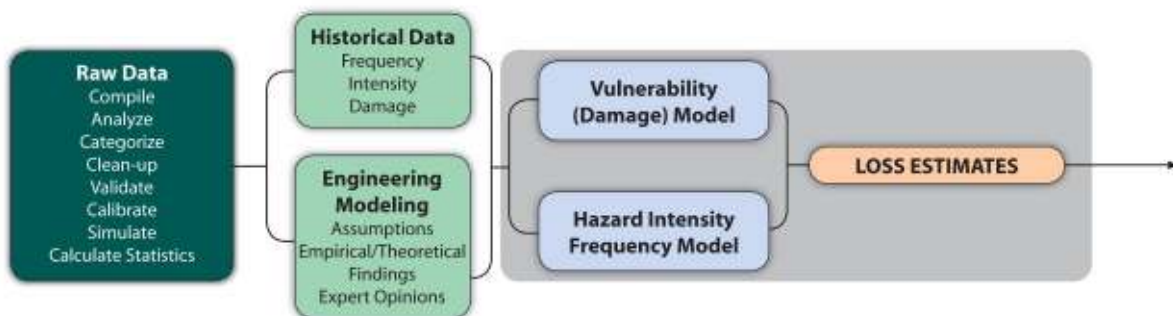 Raw Data
Compile
Analyze
Categorize
Clean-up
Validate
Calibrate
Simulate
Calculate Statistics
Historical Data
Frequency
Intensity
Damage
Engineering
Modeling
Assumptions
Empirical/Theoretical
Findings
Expert Opinions
Vulnerability
(Damage) Model
Hazard Intensity
Frequency Model
LOSS ESTIMATES